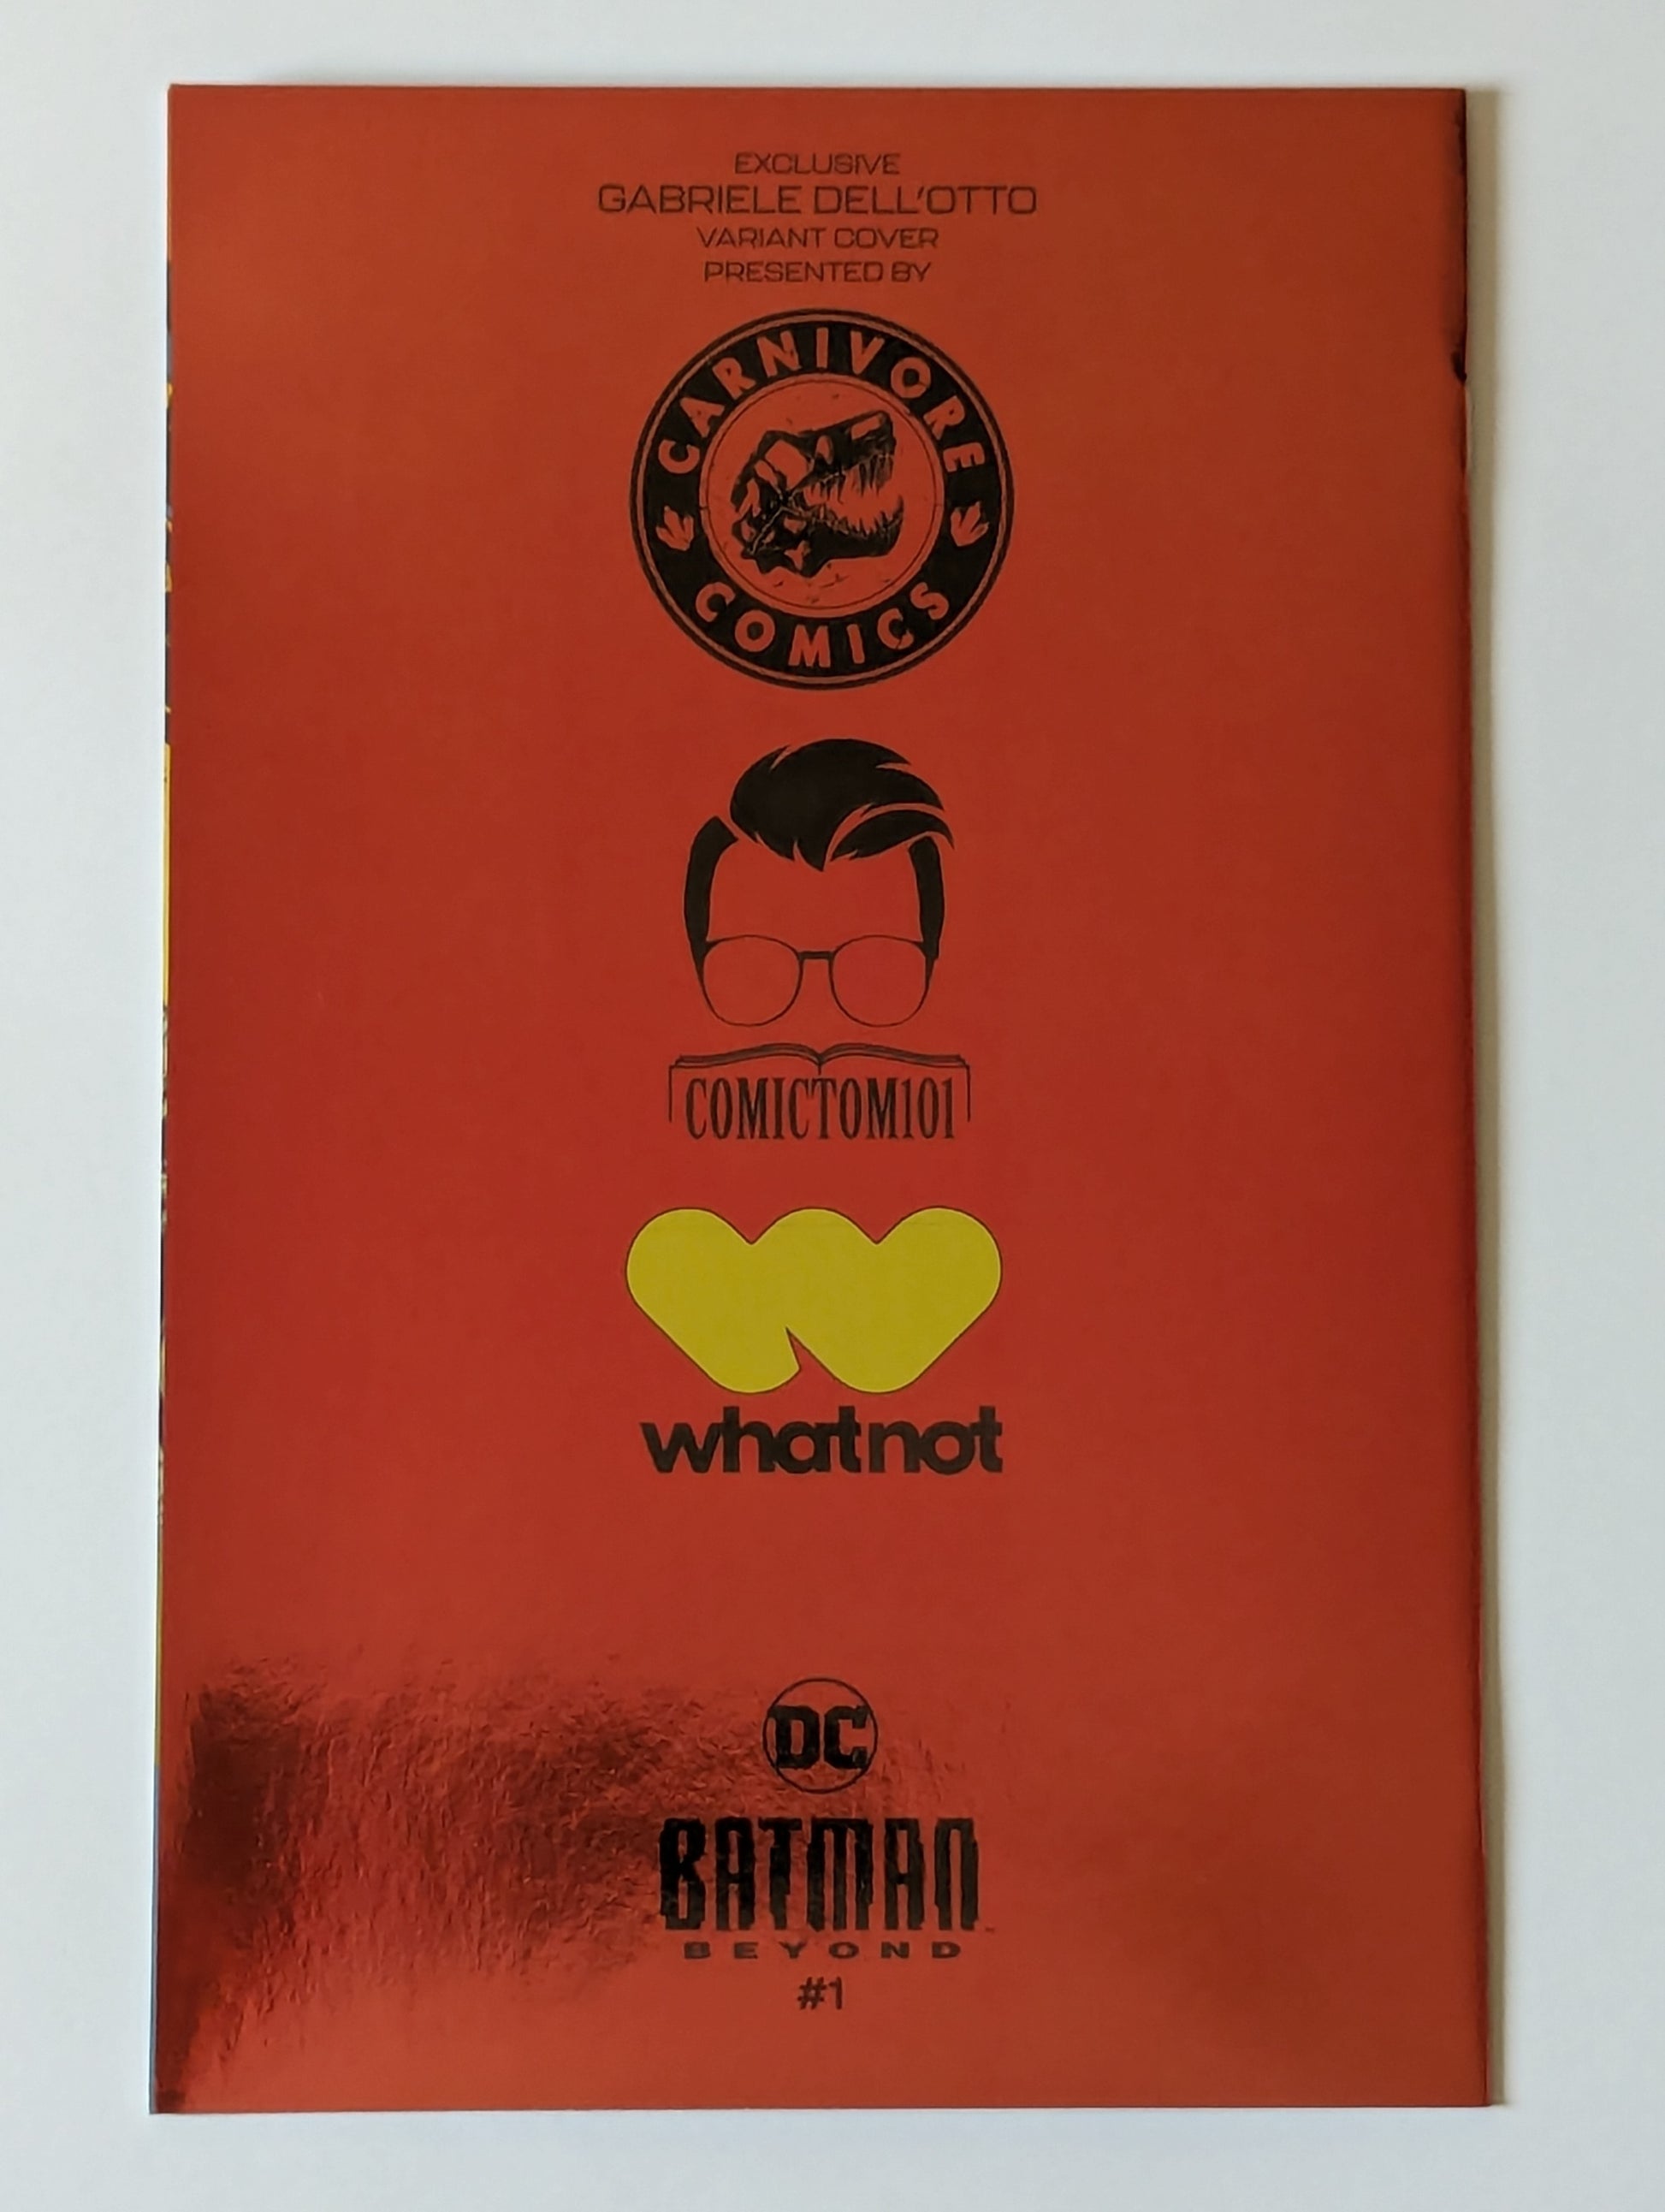 EXCLUSIVE
GABRIELE DELL'OTTO
VARIANT COVER
PRESENTED BY
CARNIVORE
COMICS
COMICTOM101
whatnot
DC
BATMAN
BEYOND
#1